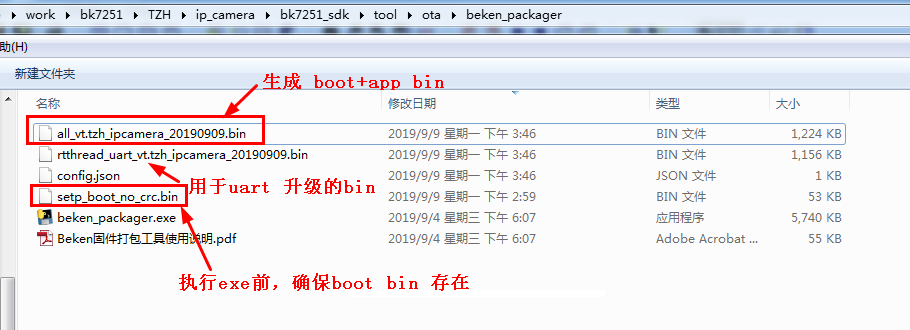 work ▸ bk7251 ▸ TZH ▸ ip_camera ▸ bk7251_sdk ▸ tool ▸ ota ▸ beken_packager
助(H)
新建文件夹
生成 boot+app bin
名称 修改日期 类型 大小
all_vt.tzh_ipcamera_20190909.bin 2019/9/9 星期一 下午 3:46 BIN 文件 1,224 KB
rtthread_uart_vt.tzh_ipcamera_20190909.bin 2019/9/9 星期一 下午 3:46 BIN 文件 1,156 KB
config.json 2019/9/9 星期一 下午 3:46 JSON 文件 1 KB
用于uart 升级的bin
setp_boot_no_crc.bin 2019/9/9 星期一 下午 2:59 BIN 文件 53 KB
beken_packager.exe 2019/9/4 星期三 下午 6:07 应用程序 5,740 KB
Beken固件打包工具使用说明.pdf 2019/9/4 星期三 下午 6:07 Adobe Acrobat ... 55 KB
执行exe前，确保boot bin 存在